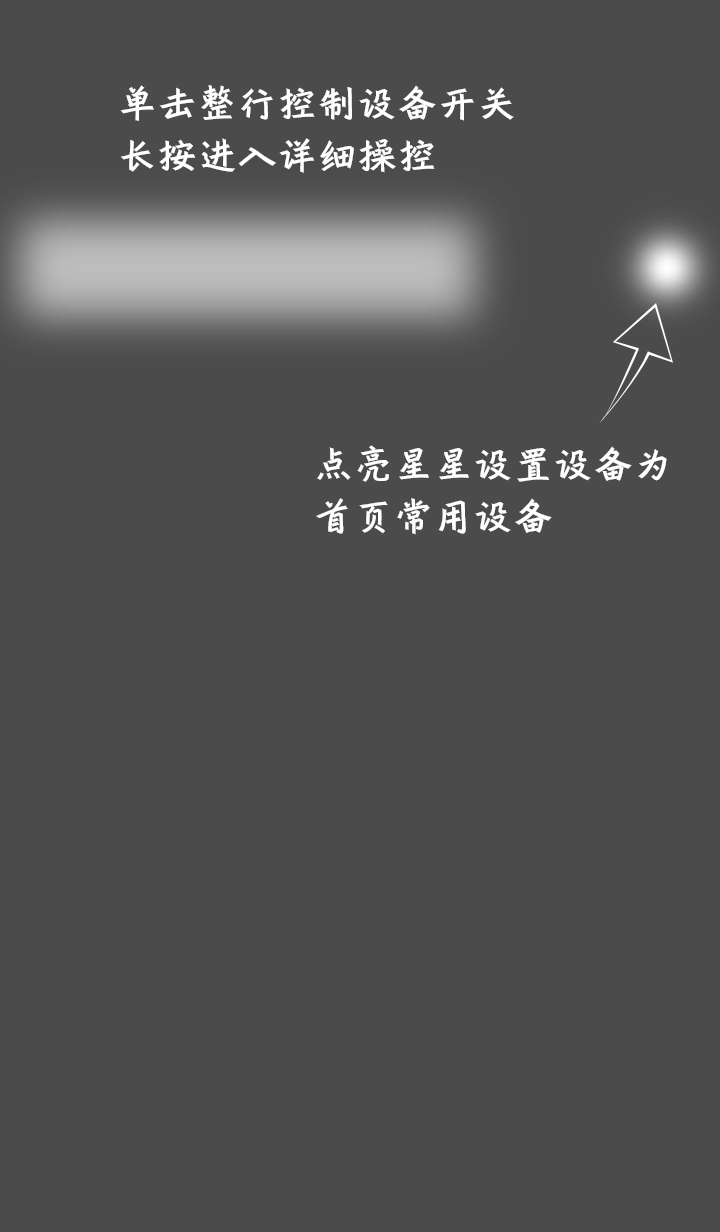 单击整行控制设备开关
长按进入详细操控
点亮星星设置设备为
首页常用设备